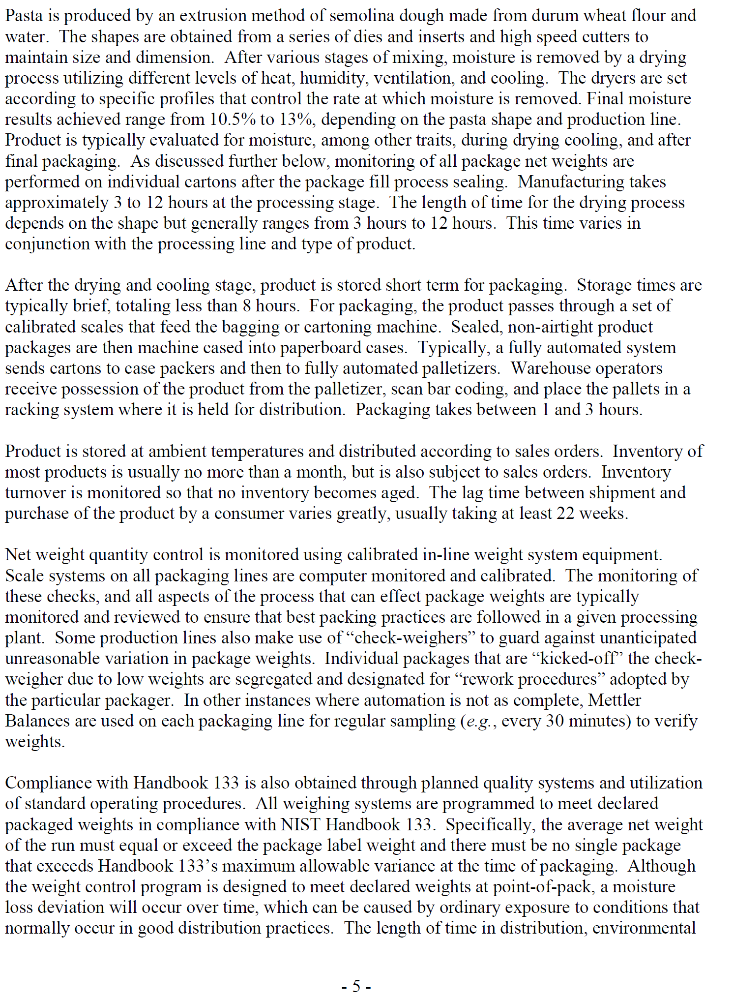 Pasta is produced by an extrusion method of semolina dough made from durum wheat flour and
water.  The shapes are obtained from a series of dies and inserts and high speed cutters to
maintain size and dimension.  After various stages of mixing, moisture is removed by a drying
process utilizing different levels of heat, humidity, ventilation, and cooling.  The dryers are set
according to specific profiles that control the rate at which moisture is removed. Final moisture
results achieved range from 10.5% to 13%, depending on the pasta shape and production line.
Product is typically evaluated for moisture, among other traits, during drying cooling, and after
final packaging.  As discussed further below, monitoring of all package net weights are
performed on individual cartons after the package fill process sealing.  Manufacturing takes
approximately 3 to 12 hours at the processing stage.  The length of time for the drying process
depends on the shape but generally ranges from 3 hours to 12 hours.  This time varies in
conjunction with the processing line and type of product.

After the drying and cooling stage, product is stored short term for packaging.  Storage times are
typically brief, totaling less than 8 hours.  For packaging, the product passes through a set of
calibrated scales that feed the bagging or cartoning machine.  Sealed, non-airtight product
packages are then machine cased into paperboard cases.  Typically, a fully automated system
sends cartons to case packers and then to fully automated palletizers.  Warehouse operators
receive possession of the product from the palletizer, scan bar coding, and place the pallets in a
racking system where it is held for distribution.  Packaging takes between 1 and 3 hours.

Product is stored at ambient temperatures and distributed according to sales orders.  Inventory of
most products is usually no more than a month, but is also subject to sales orders.  Inventory
turnover is monitored so that no inventory becomes aged.  The lag time between shipment and
purchase of the product by a consumer varies greatly, usually taking at least 22 weeks.

Net weight quantity control is monitored using calibrated in-line weight system equipment.
Scale systems on all packaging lines are computer monitored and calibrated.  The monitoring of
these checks, and all aspects of the process that can effect package weights are typically
monitored and reviewed to ensure that best packing practices are followed in a given processing
plant.  Some production lines also make use of “check-weighers” to guard against unanticipated
unreasonable variation in package weights.  Individual packages that are “kicked-off” the check-
weigher due to low weights are segregated and designated for “rework procedures” adopted by
the particular packager.  In other instances where automation is not as complete, Mettler
Balances are used on each packaging line for regular sampling (e.g., every 30 minutes) to verify
weights.

Compliance with Handbook 133 is also obtained through planned quality systems and utilization
of standard operating procedures.  All weighing systems are programmed to meet declared
packaged weights in compliance with NIST Handbook 133.  Specifically, the average net weight
of the run must equal or exceed the package label weight and there must be no single package
that exceeds Handbook 133’s maximum allowable variance at the time of packaging.  Although
the weight control program is designed to meet declared weights at point-of-pack, a moisture
loss deviation will occur over time, which can be caused by ordinary exposure to conditions that
normally occur in good distribution practices.  The length of time in distribution, environmental

- 5 -